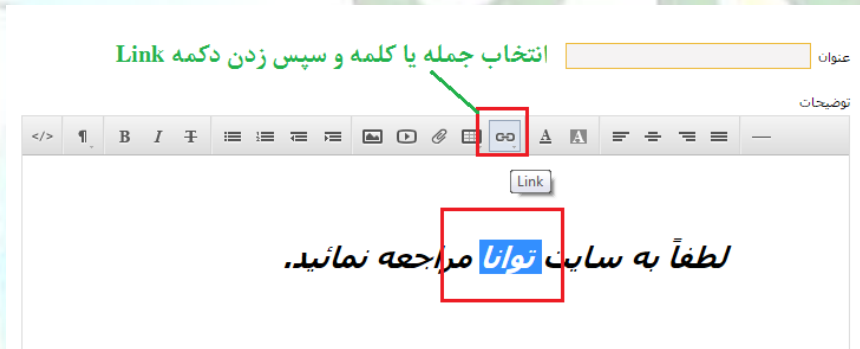 عنوان
انتخاب جمله یا کلمه و سپس زدن دکمه Link
توضیحات
</> ¶ B I T A A
Link
لطفاً به سایت توانا مراجعه نمائید.